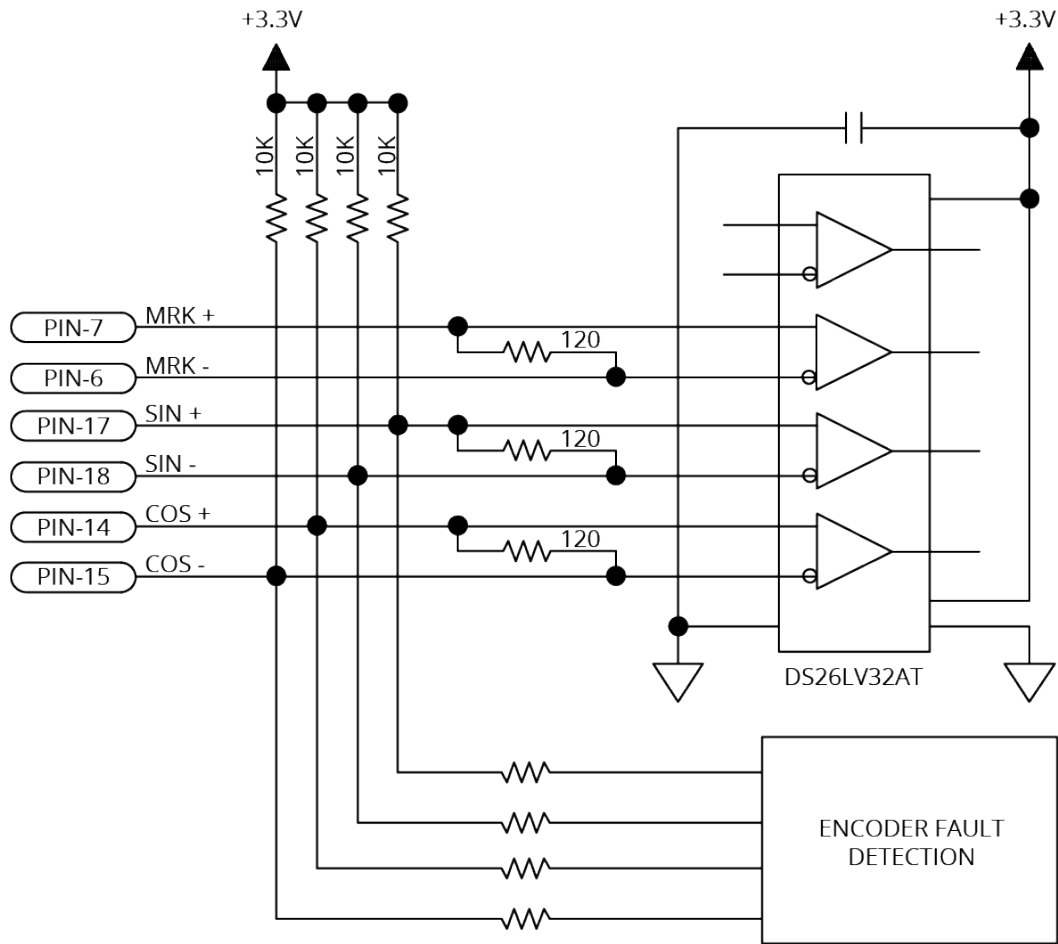 +3.3V
+3.3V
10K
10K
10K
10K
PIN-7
MRK +
120
PIN-6
MRK -
PIN-17
SIN +
120
PIN-18
SIN -
PIN-14
COS +
120
PIN-15
COS -
DS26LV32AT
ENCODER FAULT
DETECTION